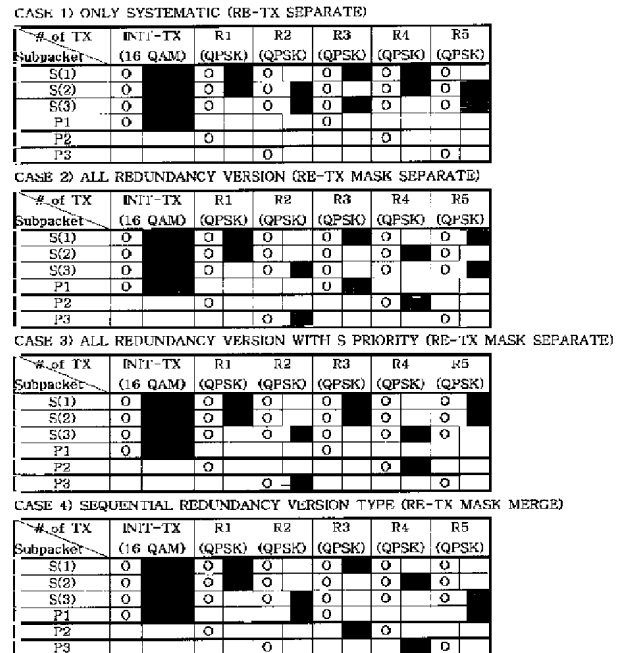 CASE 1) ONLY SYSTEMATIC (RE-TX SEPARATE)
# of TX INIT-TX R1 R2 R3 R4 R5
Subpacket (16 QAM) (QPSK) (QPSK) (QPSK) (QPSK) (QPSK)
S(1) O O O O O O
S(2) O O O O O O
S(3) O O O O O O
P1 O O
P2 O O
P3 O O
CASE 2) ALL REDUNDANCY VERSION (RE-TX MASK SEPARATE)
# of TX INIT-TX R1 R2 R3 R4 R5
Subpacket (16 QAM) (QPSK) (QPSK) (QPSK) (QPSK) (QPSK)
S(1) O O O O O O
S(2) O O O O O O
S(3) O O O O O O
P1 O O
P2 O O
P3 O O
CASE 3) ALL REDUNDANCY VERSION WITH S PRIORITY (RE-TX MASK SEPARATE)
# of TX INIT-TX R1 R2 R3 R4 R5
Subpacket (16 QAM) (QPSK) (QPSK) (QPSK) (QPSK) (QPSK)
S(1) O O O O O O
S(2) O O O O O O
S(3) O O O O O O
P1 O O
P2 O O
P3 O O
CASE 4) SEQUENTIAL REDUNDANCY VERSION TYPE (RE-TX MASK MERGE)
# of TX INIT-TX R1 R2 R3 R4 R5
Subpacket (16 QAM) (QPSK) (QPSK) (QPSK) (QPSK) (QPSK)
S(1) O O O O O O
S(2) O O O O O O
S(3) O O O O O O
P1 O O
P2 O O
P3 O O